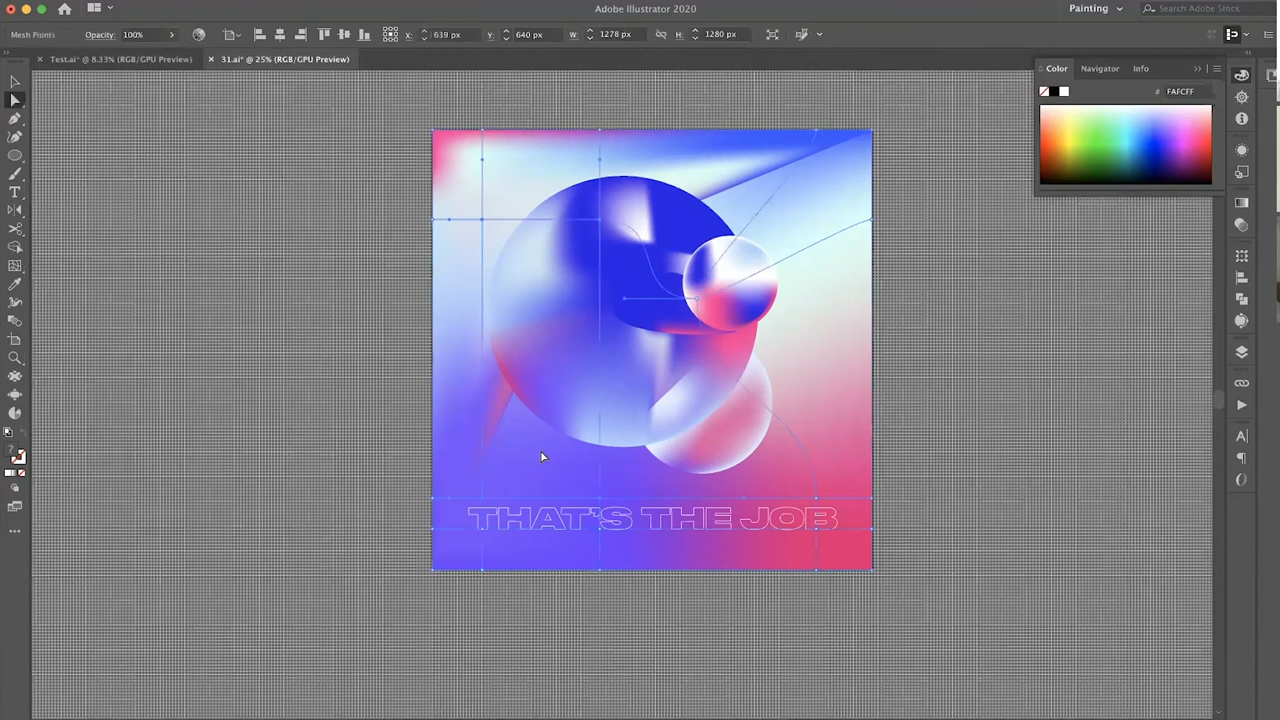 Adobe Illustrator 2020
Painting
Search Adobe Stock
Mesh Points
Opacity: 100%
X: 639 px
Y: 640 px
W: 1278 px
H: 1280 px
Test.ai* @ 8.33% (RGB/GPU Preview)
31.ai* @ 25% (RGB/GPU Preview)
Color
Navigator
Info
# FAFCFF
THAT'S THE JOB